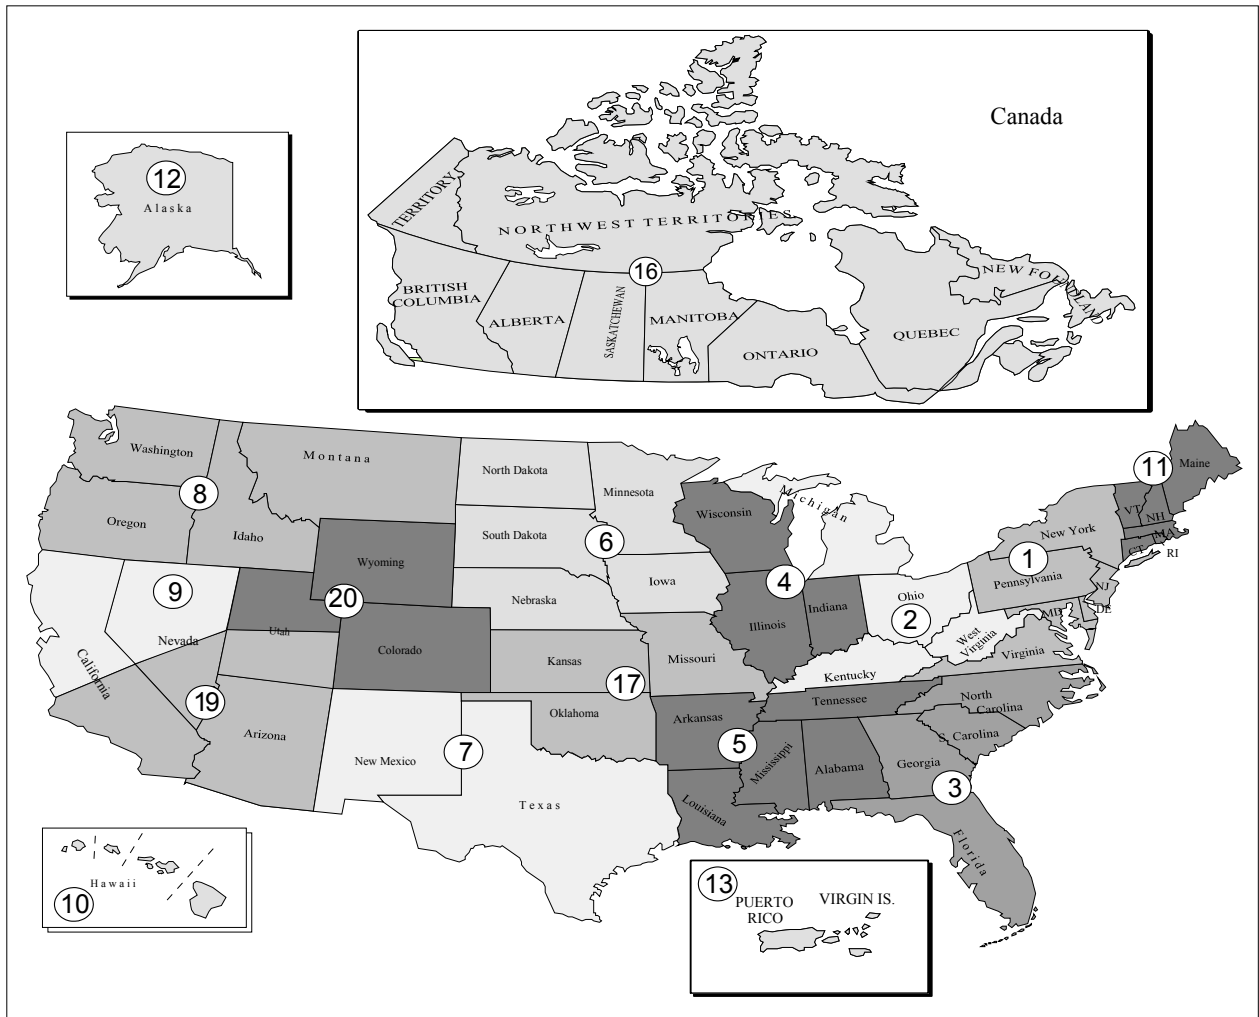 Canada
12
Alaska
TERRITORY
NORTHWEST TERRITORIES
16
BRITISH
COLUMBIA
ALBERTA
SASKATCHEWAN
MANITOBA
ONTARIO
QUEBEC
NEW FOUNDLAND
Washington
Montana
North Dakota
Minnesota
Michigan
11
Maine
8
Oregon
Idaho
South Dakota
6
Wisconsin
New York
VT
NH
MA
CT
RI
Wyoming
9
20
Nebraska
Iowa
4
Illinois
Indiana
Ohio
2
1
Pennsylvania
NJ
MD
DE
Nevada
Utah
Colorado
Kansas
17
Missouri
Kentucky
West
Virginia
Virginia
California
19
Arizona
New Mexico
7
Oklahoma
Arkansas
5
Tennessee
North
Carolina
S. Carolina
Texas
Louisiana
Mississippi
Alabama
Georgia
3
Florida
Hawaii
10
13
PUERTO
RICO
VIRGIN IS.